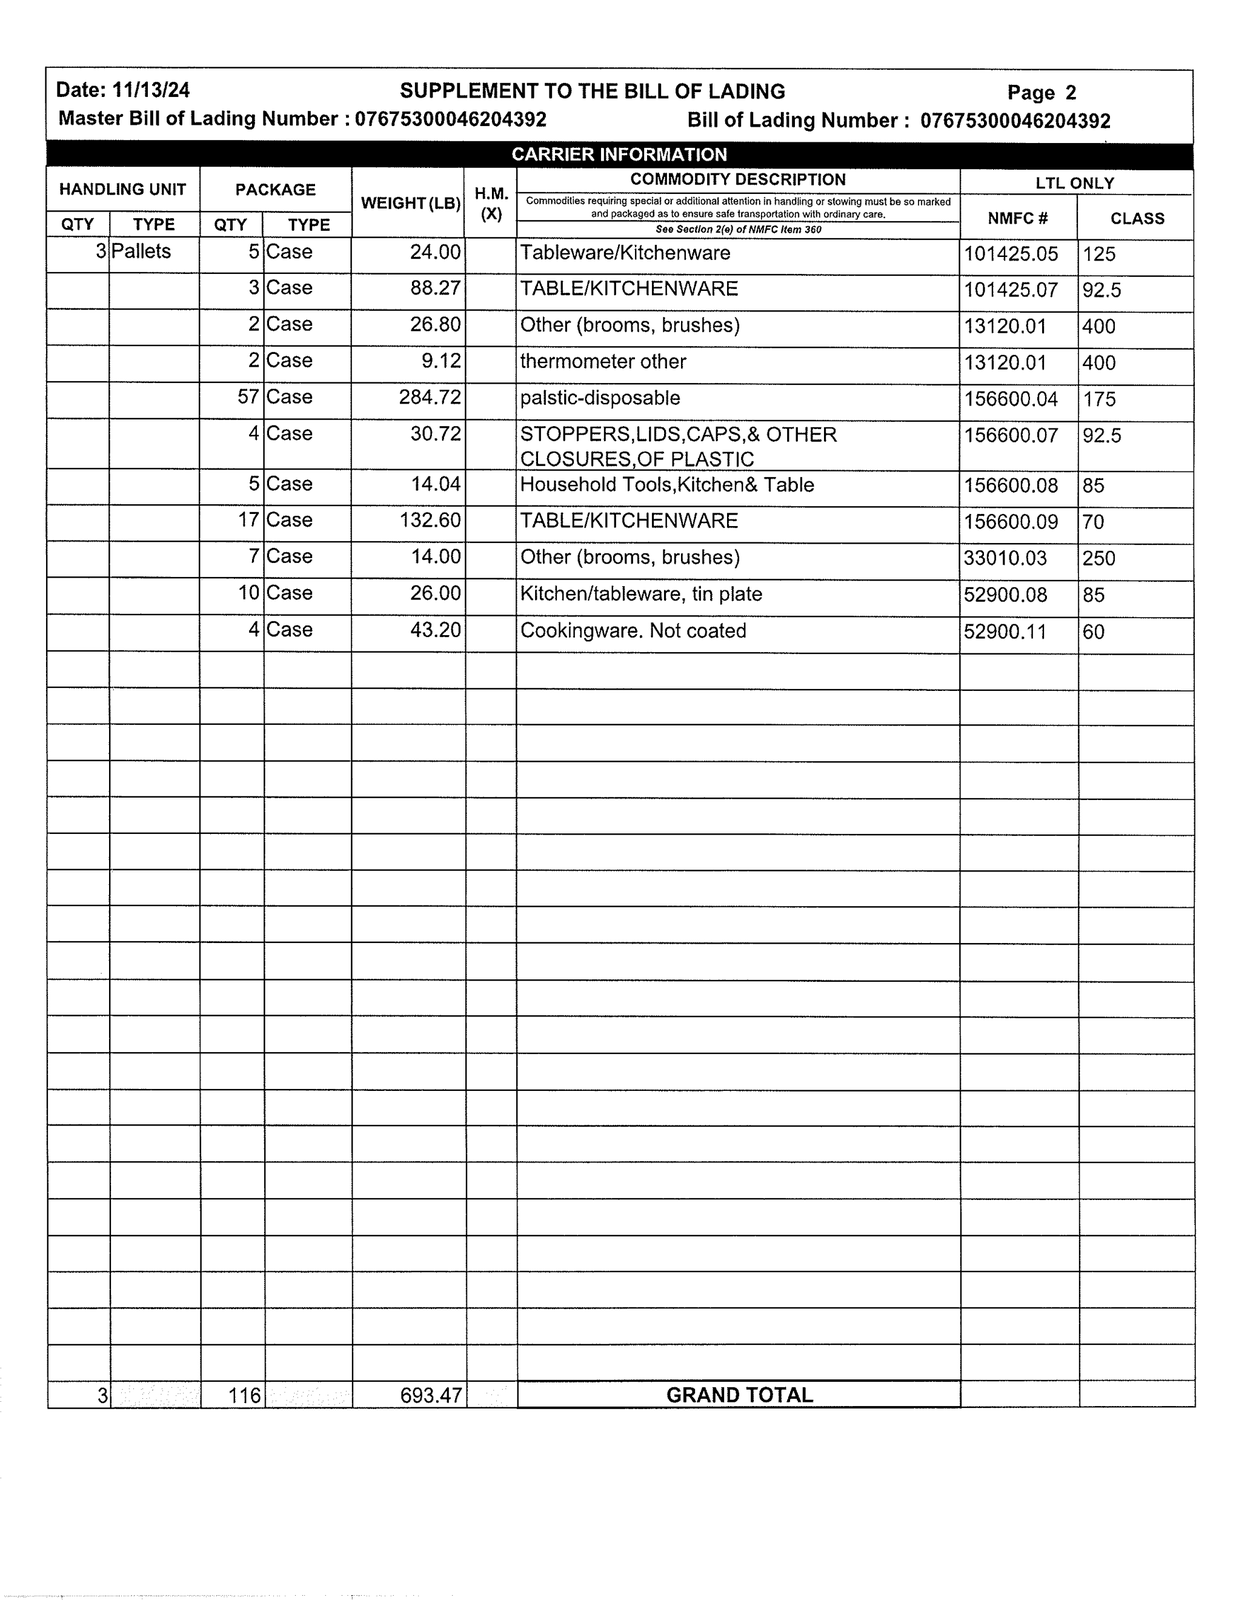 Date: 11/13/24 SUPPLEMENT TO THE BILL OF LADING Page 2
Master Bill of Lading Number : 07675300046204392 Bill of Lading Number : 07675300046204392
CARRIER INFORMATION
HANDLING UNIT PACKAGE WEIGHT (LB) H.M. (X) COMMODITY DESCRIPTION LTL ONLY
Commodities requiring special or additional attention in handling or stowing must be so marked
and packaged as to ensure safe transportation with ordinary care.
See Section 2(e) of NMFC Item 360
QTY TYPE QTY TYPE NMFC # CLASS
3 Pallets 5 Case 24.00 Tableware/Kitchenware 101425.05 125
3 Case 88.27 TABLE/KITCHENWARE 101425.07 92.5
2 Case 26.80 Other (brooms, brushes) 13120.01 400
2 Case 9.12 thermometer other 13120.01 400
57 Case 284.72 palstic-disposable 156600.04 175
4 Case 30.72 STOPPERS,LIDS,CAPS,& OTHER 156600.07 92.5
CLOSURES,OF PLASTIC
5 Case 14.04 Household Tools,Kitchen& Table 156600.08 85
17 Case 132.60 TABLE/KITCHENWARE 156600.09 70
7 Case 14.00 Other (brooms, brushes) 33010.03 250
10 Case 26.00 Kitchen/tableware, tin plate 52900.08 85
4 Case 43.20 Cookingware. Not coated 52900.11 60
3 116 693.47 GRAND TOTAL